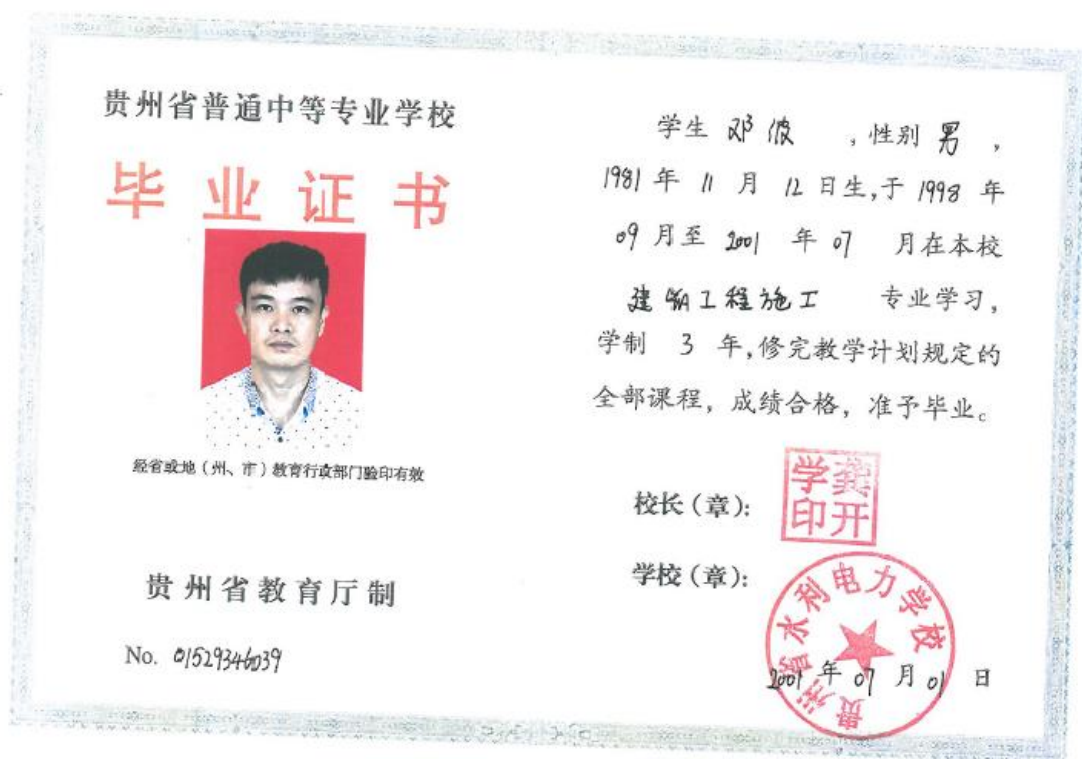 贵州省普通中等专业学校
毕业证书
经省或地（州、市）教育行政部门验印有效
贵州省教育厅制
No. 01529346039
学生 邓波 ，性别 男 ，
1981 年 11 月 12 日生,于 1998 年
09 月至 2001 年 07 月在本校
建筑工程施工 专业学习，
学制 3 年,修完教学计划规定的
全部课程，成绩合格，准予毕业。
校长（章）：
龚开学印
学校（章）：
贵州省水利电力学校
2001 年 07 月 01 日